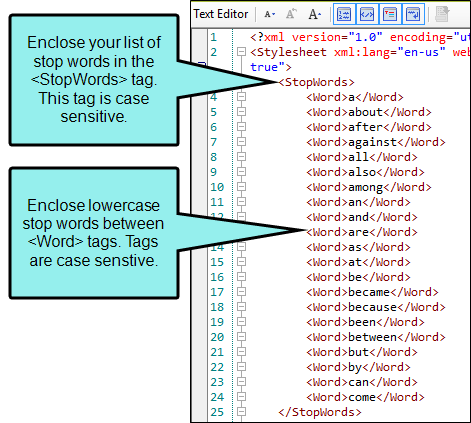 Enclose your list of
stop words in the
<StopWords> tag.
This tag is case
sensitive.
Enclose lowercase
stop words between
<Word> tags. Tags
are case senstive.
Text Editor
1 <?xml version="1.0" encoding="ut
2 <Stylesheet xml:lang="en-us" web
true">
<StopWords>
4 <Word>a</Word>
5 <Word>about</Word>
6 <Word>after</Word>
7 <Word>against</Word>
8 <Word>all</Word>
9 <Word>also</Word>
10 <Word>among</Word>
11 <Word>an</Word>
12 <Word>and</Word>
<Word>are</Word>
14 <Word>as</Word>
15 <Word>at</Word>
16 <Word>be</Word>
17 <Word>became</Word>
18 <Word>because</Word>
19 <Word>been</Word>
20 <Word>between</Word>
21 <Word>but</Word>
22 <Word>by</Word>
23 <Word>can</Word>
24 <Word>come</Word>
25 </StopWords>